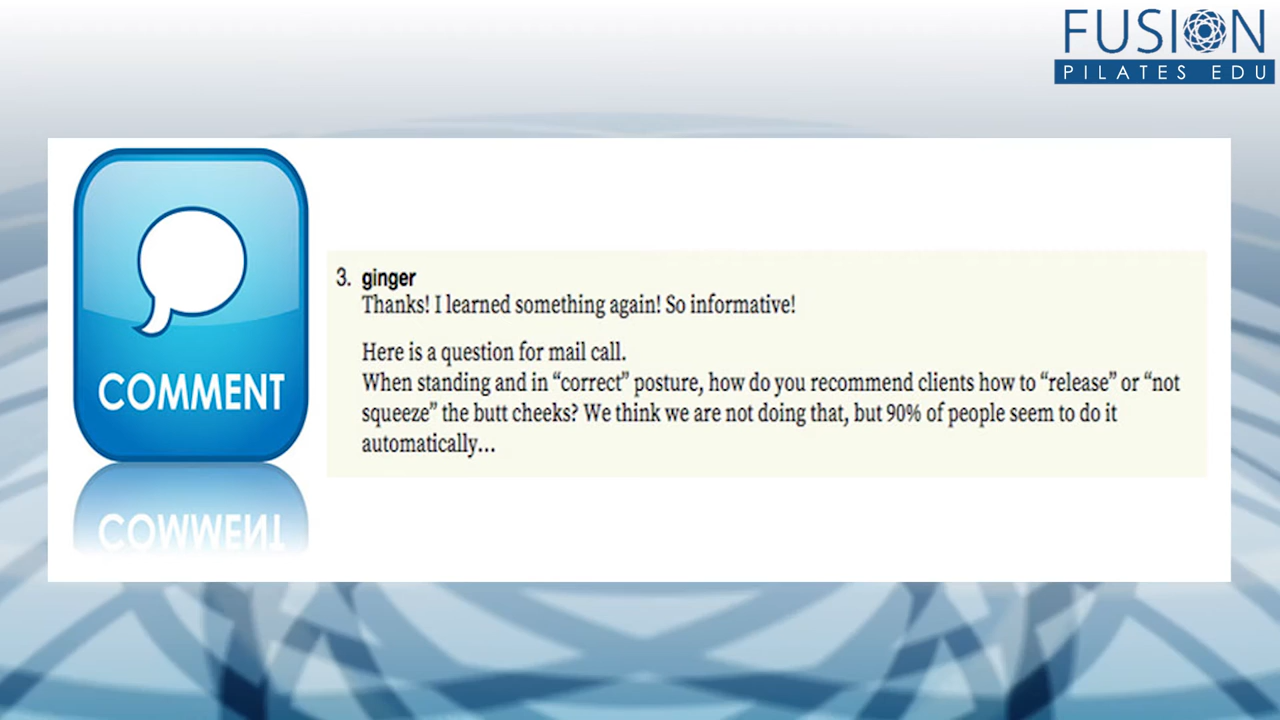 FUSION
PILATES EDU
COMMENT
3. ginger
Thanks! I learned something again! So informative!
Here is a question for mail call.
When standing and in “correct” posture, how do you recommend clients how to “release” or “not
squeeze” the butt cheeks? We think we are not doing that, but 90% of people seem to do it
automatically…
COMMENT